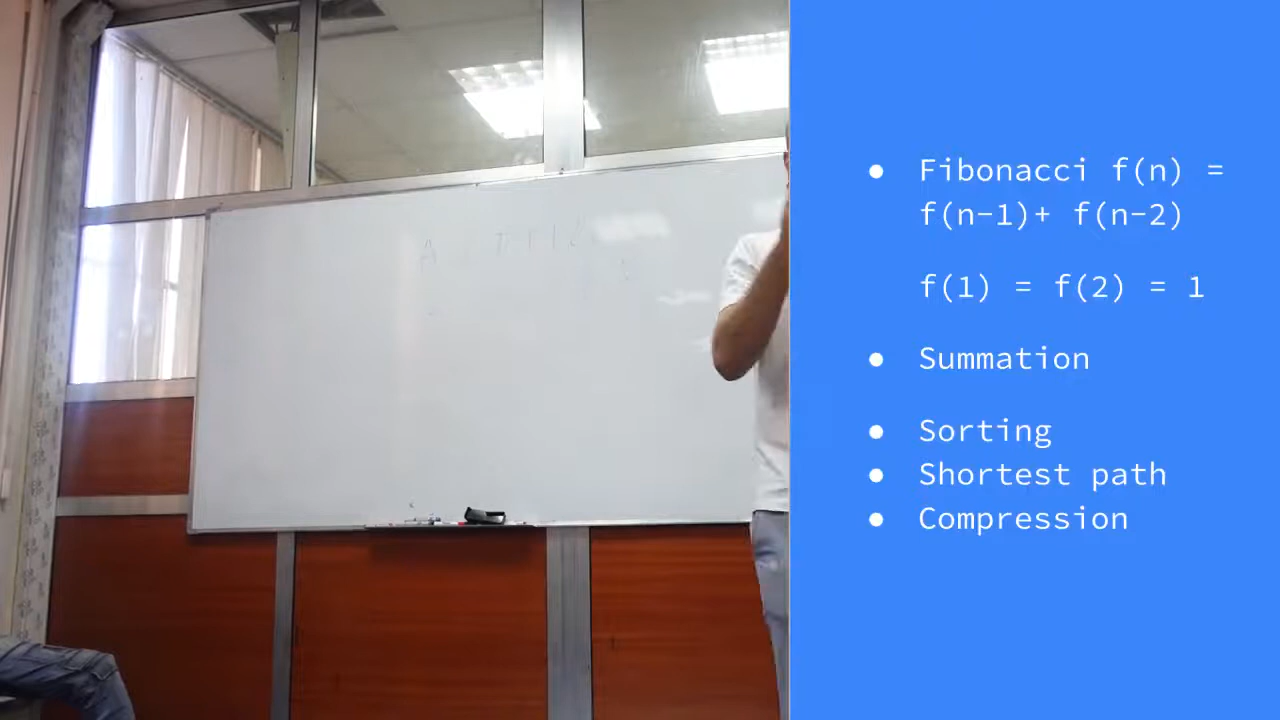 ● Fibonacci f(n) =
f(n-1)+ f(n-2)
f(1) = f(2) = 1
● Summation
● Sorting
● Shortest path
● Compression